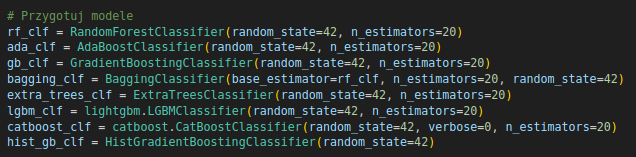 # Przygotuj modele
rf_clf = RandomForestClassifier(random_state=42, n_estimators=20)
ada_clf = AdaBoostClassifier(random_state=42, n_estimators=20)
gb_clf = GradientBoostingClassifier(random_state=42, n_estimators=20)
bagging_clf = BaggingClassifier(base_estimator=rf_clf, n_estimators=20, random_state=42)
extra_trees_clf = ExtraTreesClassifier(random_state=42, n_estimators=20)
lgbm_clf = lightgbm.LGBMClassifier(random_state=42, n_estimators=20)
catboost_clf = catboost.CatBoostClassifier(random_state=42, verbose=0, n_estimators=20)
hist_gb_clf = HistGradientBoostingClassifier(random_state=42)